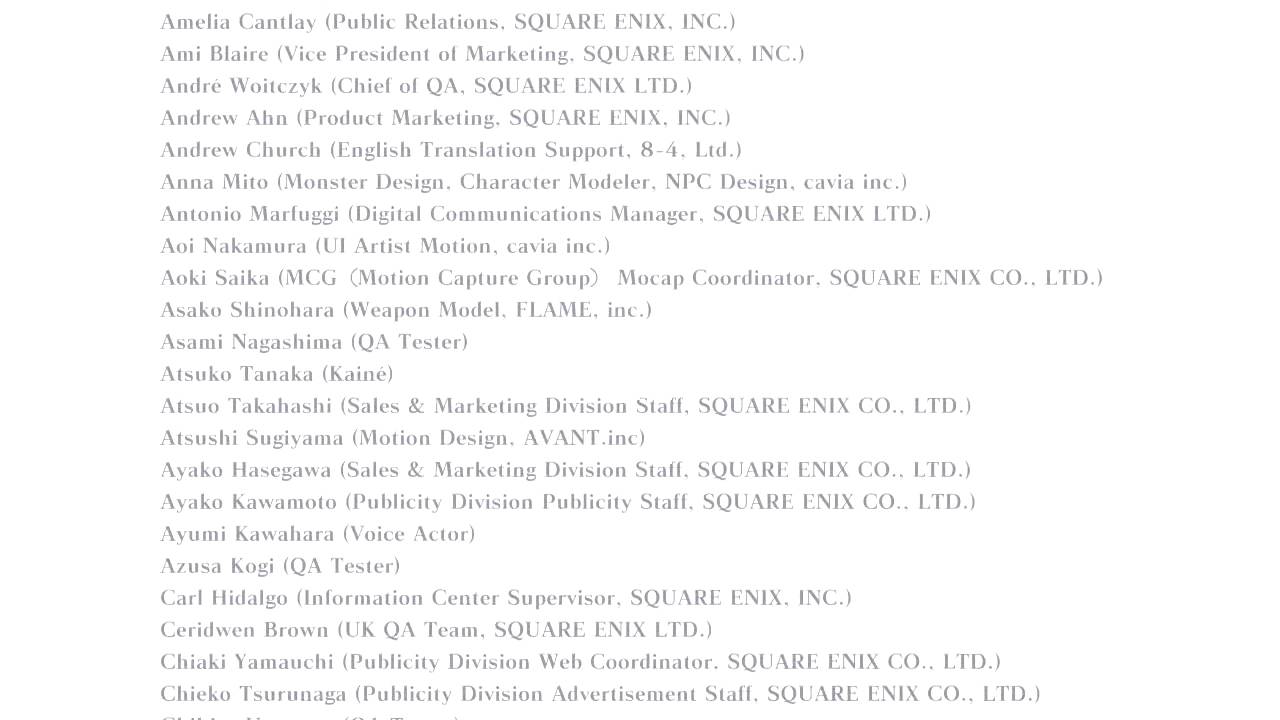 Amelia Cantlay (Public Relations, SQUARE ENIX, INC.)
Ami Blaire (Vice President of Marketing, SQUARE ENIX, INC.)
André Woitczyk (Chief of QA, SQUARE ENIX LTD.)
Andrew Ahn (Product Marketing, SQUARE ENIX, INC.)
Andrew Church (English Translation Support, 8-4, Ltd.)
Anna Mito (Monster Design, Character Modeler, NPC Design, cavia inc.)
Antonio Marfuggi (Digital Communications Manager, SQUARE ENIX LTD.)
Aoi Nakamura (UI Artist Motion, cavia inc.)
Aoki Saika (MCG（Motion Capture Group） Mocap Coordinator, SQUARE ENIX CO., LTD.)
Asako Shinohara (Weapon Model, FLAME, inc.)
Asami Nagashima (QA Tester)
Atsuko Tanaka (Kainé)
Atsuo Takahashi (Sales & Marketing Division Staff, SQUARE ENIX CO., LTD.)
Atsushi Sugiyama (Motion Design, AVANT.inc)
Ayako Hasegawa (Sales & Marketing Division Staff, SQUARE ENIX CO., LTD.)
Ayako Kawamoto (Publicity Division Publicity Staff, SQUARE ENIX CO., LTD.)
Ayumi Kawahara (Voice Actor)
Azusa Kogi (QA Tester)
Carl Hidalgo (Information Center Supervisor, SQUARE ENIX, INC.)
Ceridwen Brown (UK QA Team, SQUARE ENIX LTD.)
Chiaki Yamauchi (Publicity Division Web Coordinator, SQUARE ENIX CO., LTD.)
Chieko Tsurunaga (Publicity Division Advertisement Staff, SQUARE ENIX CO., LTD.)